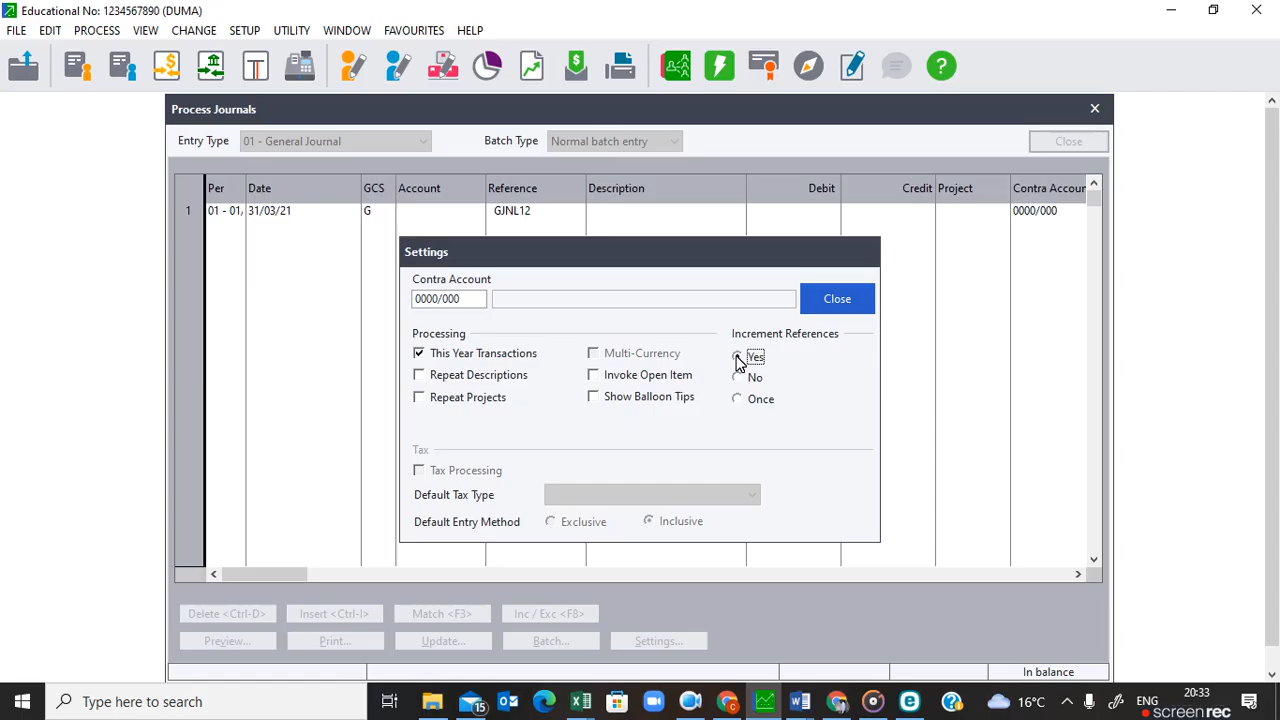 Educational No: 1234567890 (DUMA)
FILE EDIT PROCESS VIEW CHANGE SETUP UTILITY WINDOW FAVOURITES HELP
Process Journals
Entry Type 01 - General Journal Batch Type Normal batch entry Close
Per Date GCS Account Reference Description Debit Credit Project Contra Accour
1 01 - 01, 31/03/21 G GJNL12 0000/000
Settings
Contra Account
0000/000 Close
Processing Increment References
This Year Transactions Multi-Currency Yes
Repeat Descriptions Invoke Open Item No
Repeat Projects Show Balloon Tips Once
Tax
Tax Processing
Default Tax Type
Default Entry Method Exclusive Inclusive
Delete <Ctrl-D> Insert <Ctrl-I> Match <F3> Inc / Exc <F8>
Preview... Print... Update... Batch... Settings...
In balance
Type here to search 15 16°C ENG 20:33
screenrec